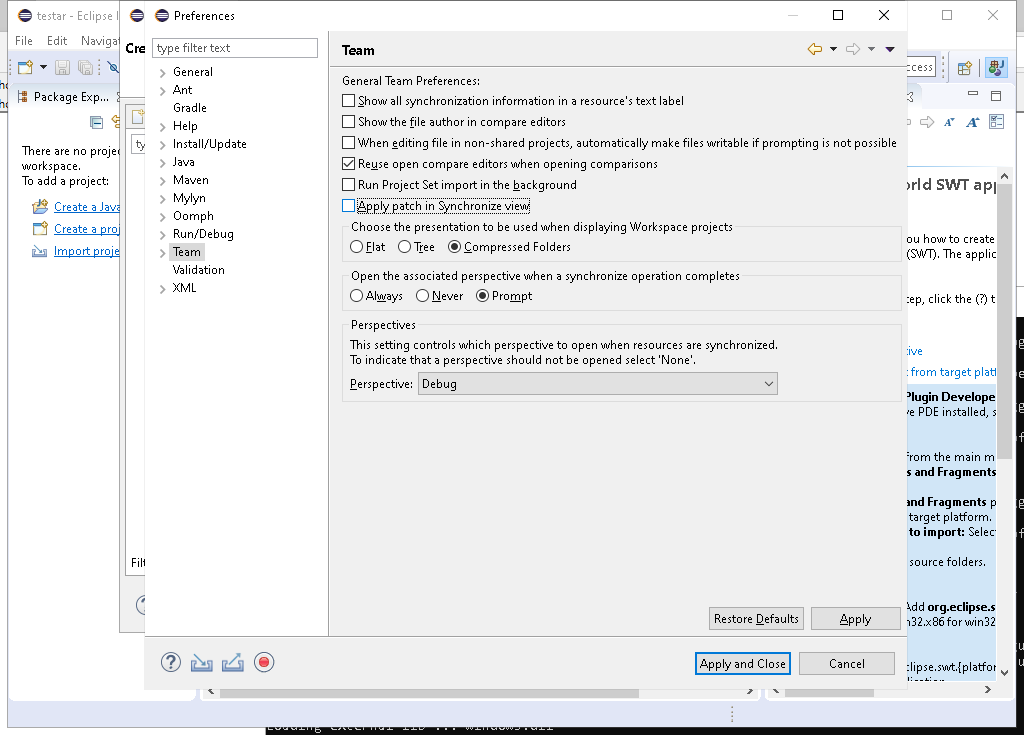 testar - Eclipse I
Preferences
File Edit Navigat
Cre
type filter text
Team
General Team Preferences:
Show all synchronization information in a resource's text label
Show the file author in compare editors
When editing file in non-shared projects, automatically make files writable if prompting is not possible
Reuse open compare editors when opening comparisons
Run Project Set import in the background
Apply patch in Synchronize view
Choose the presentation to be used when displaying Workspace projects
Flat Tree Compressed Folders
Open the associated perspective when a synchronize operation completes
Always Never Prompt
Perspectives
This setting controls which perspective to open when resources are synchronized.
To indicate that a perspective should not be opened select 'None'.
Perspective: Debug
Restore Defaults Apply
Apply and Close Cancel
General
Ant
Gradle
Help
Install/Update
Java
Maven
Mylyn
Oomph
Run/Debug
Team
Validation
XML
Package Exp...
There are no proje
workspace.
To add a project:
Create a Java
Create a proj
Import proje
ty
Filt
cess
orld SWT app
ou how to create
(SWT). The applic
tep, click the (?) t
ive
from target platf
Plugin Develope
ve PDE installed, s
from the main m
s and Fragments
and Fragments p
target platform.
to import: Select
source folders.
Add org.eclipse.s
n32.x86 for win32
clipse.swt.{platfor
Loading external lib ... windows.dll